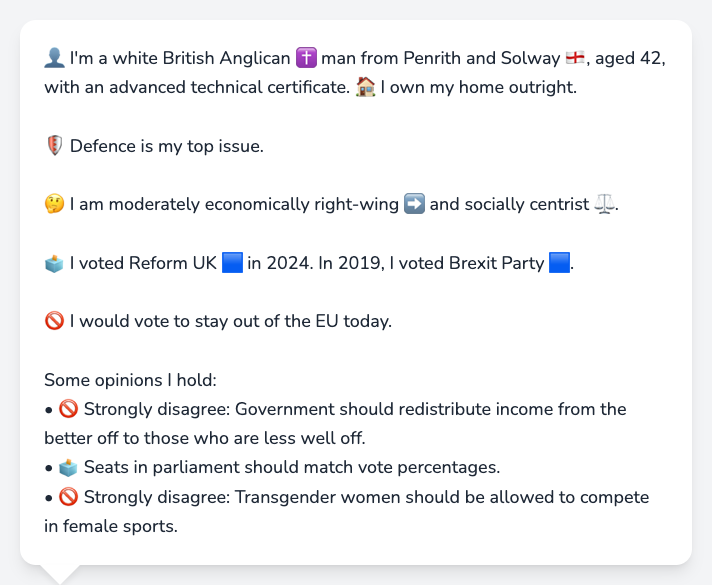 👤 I'm a white British Anglican ✝️ man from Penrith and Solway 🏴󠁧󠁢󠁥󠁮󠁧󠁿, aged 42,
with an advanced technical certificate. 🏠 I own my home outright.
🛡️ Defence is my top issue.
🤔 I am moderately economically right-wing ➡️ and socially centrist ⚖️.
🗳️ I voted Reform UK 🟦 in 2024. In 2019, I voted Brexit Party 🟦.
🚫 I would vote to stay out of the EU today.
Some opinions I hold:
• 🚫 Strongly disagree: Government should redistribute income from the
better off to those who are less well off.
• 🗳️ Seats in parliament should match vote percentages.
• 🚫 Strongly disagree: Transgender women should be allowed to compete
in female sports.